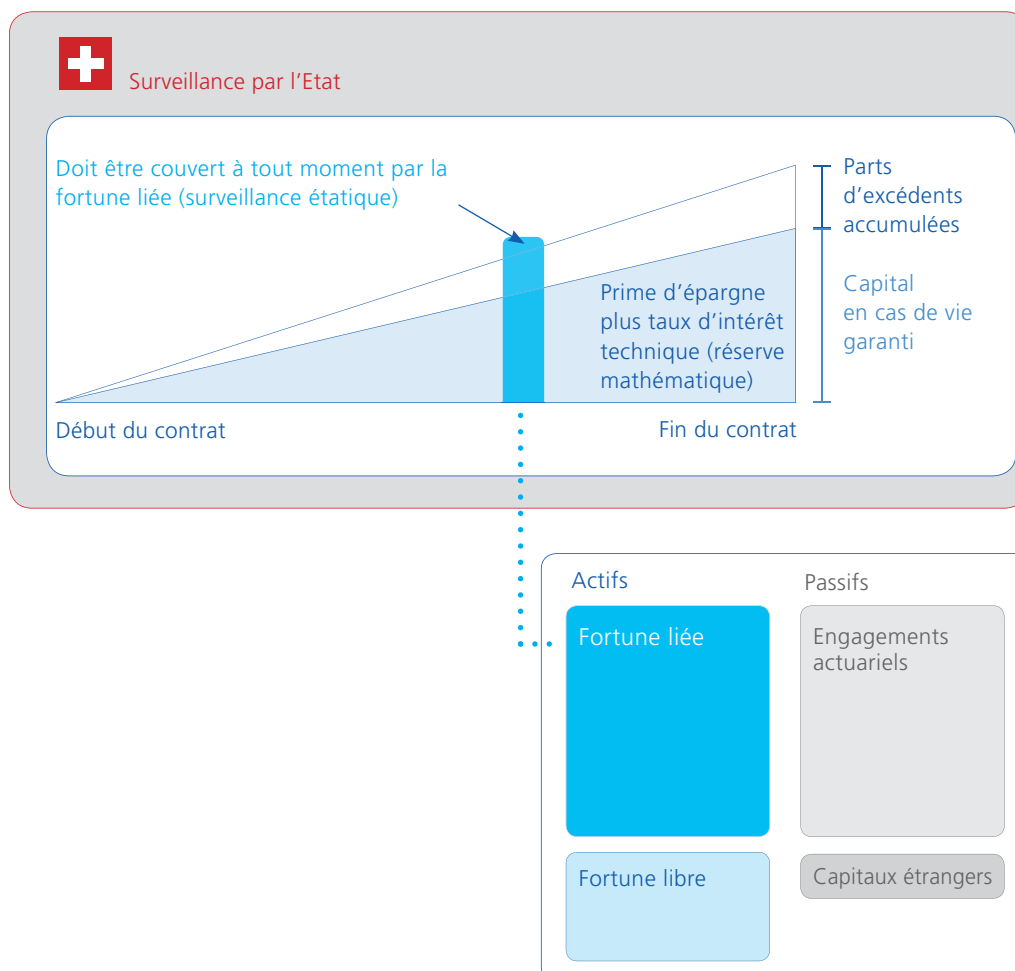 Surveillance par l'Etat
Doit être couvert à tout moment par la
fortune liée (surveillance étatique)
Parts
d'excédents
accumulées
Prime d'épargne
plus taux d'intérêt
technique (réserve
mathématique)
Capital
en cas de vie
garanti
Début du contrat
Fin du contrat
Actifs
Passifs
Fortune liée
Engagements
actuariels
Fortune libre
Capitaux étrangers